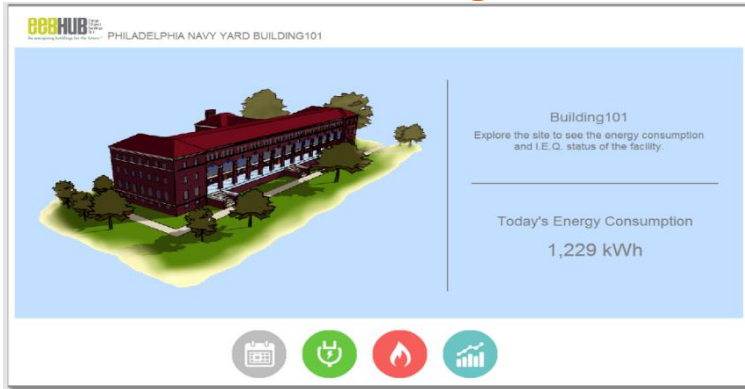 EEBHUB
PHILADELPHIA NAVY YARD BUILDING101
Building101
Explore the site to see the energy consumption
and I.E.Q. status of the facility.
Today's Energy Consumption
1,229 kWh